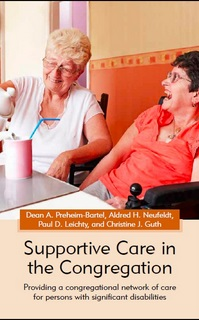 Dean A. Preheim-Bartel, Aldred H. Neufeldt,
Paul D. Leichty, and Christine J. Guth
Supportive Care in
the Congregation
Providing a congregational network of care
for persons with significant disabilities